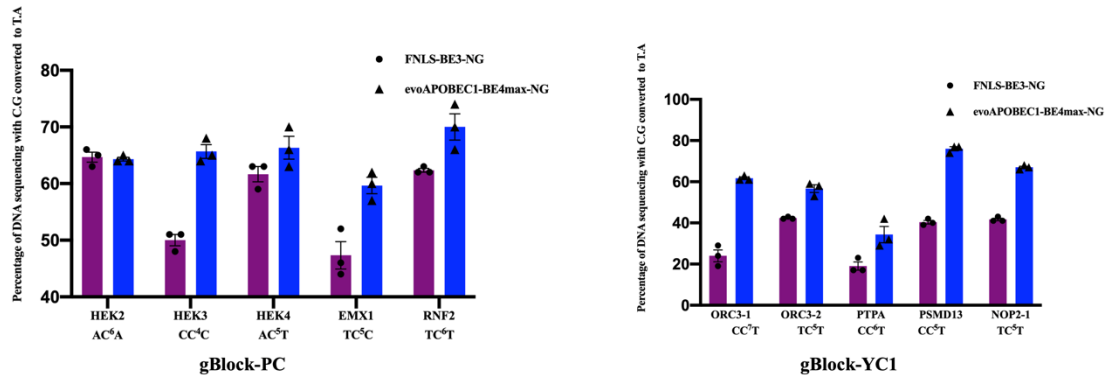 Percentage of DNA sequencing with C.G converted to T.A
FNLS-BE3-NG
evoAPOBEC1-BE4max-NG
80
70
60
50
40
HEK2 HEK3 HEK4 EMX1 RNF2
AC⁶A CC⁴C AC⁵T TC⁵C TC⁶T
gBlock-PC
Percentage of DNA sequencing with C.G converted to T.A
FNLS-BE3-NG
evoAPOBEC1-BE4max-NG
100
80
60
40
20
0
ORC3-1 ORC3-2 PTPA PSMD13 NOP2-1
CC⁷T TC⁵T CC⁶T CC⁵T TC⁵T
gBlock-YC1